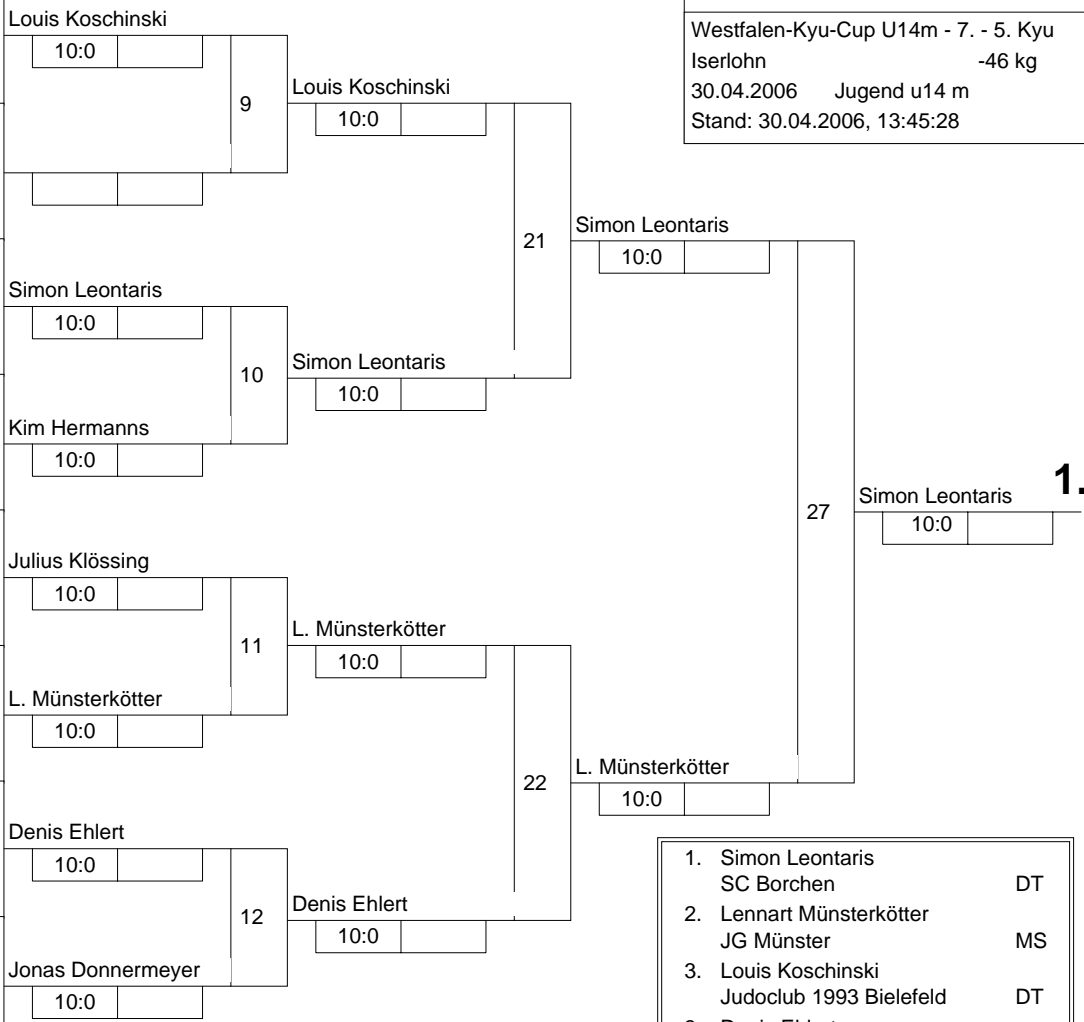 Louis Koschinski
10:0
9
Louis Koschinski
10:0
Westfalen-Kyu-Cup U14m - 7. - 5. Kyu
Iserlohn -46 kg
30.04.2006 Jugend u14 m
Stand: 30.04.2006, 13:45:28
21
Simon Leontaris
10:0
Simon Leontaris
10:0
10
Simon Leontaris
10:0
Kim Hermanns
10:0
27
Simon Leontaris 1.
10:0
Julius Klössing
10:0
11
L. Münsterkötter
10:0
L. Münsterkötter
10:0
22
L. Münsterkötter
10:0
Denis Ehlert
10:0
12
Denis Ehlert
10:0
Jonas Donnermeyer
10:0
1. Simon Leontaris
SC Borchen DT
2. Lennart Münsterkötter
JG Münster MS
3. Louis Koschinski
Judoclub 1993 Bielefeld DT